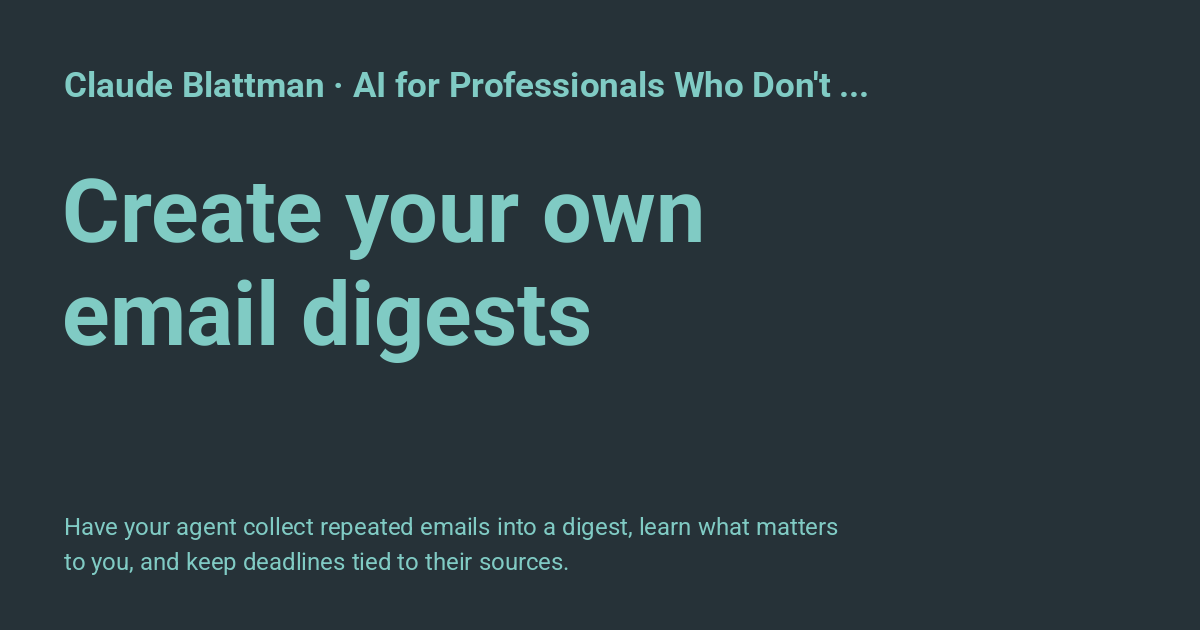 Claude Blattman · AI for Professionals Who Don't ...
Create your own
email digests
Have your agent collect repeated emails into a digest, learn what matters
to you, and keep deadlines tied to their sources.